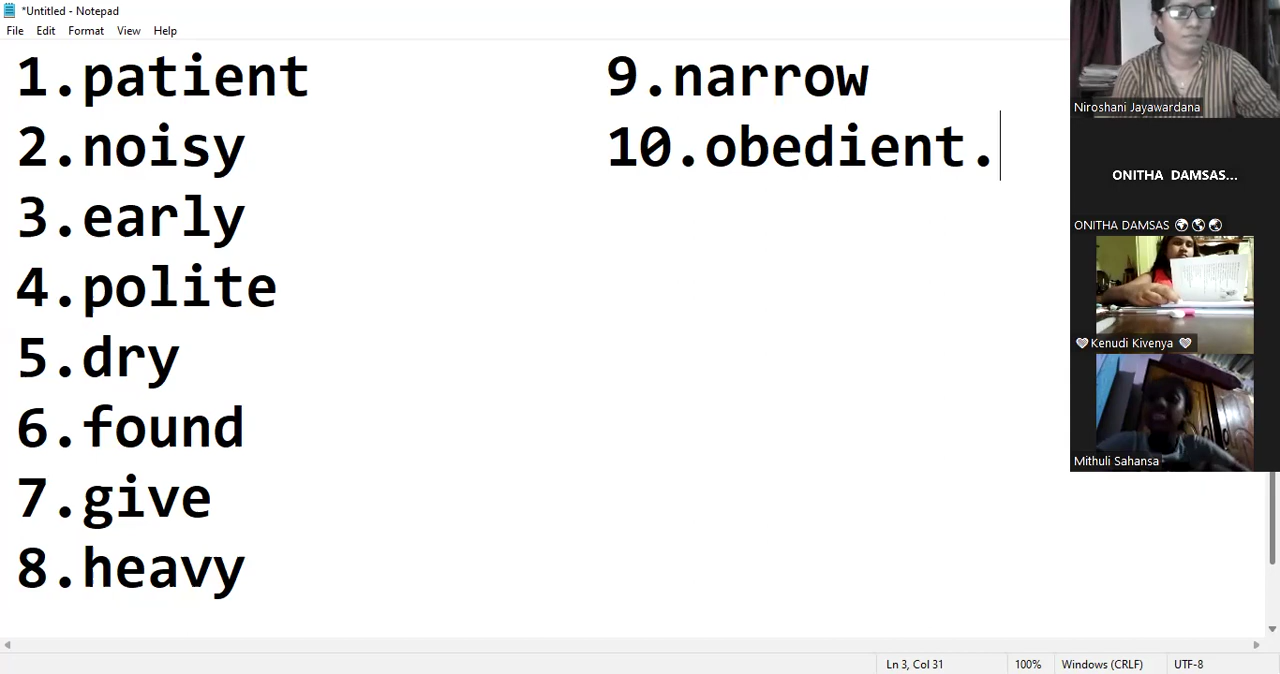 *Untitled - Notepad
File Edit Format View Help
1.patient 9.narrow
2.noisy 10.obedient.
3.early
4.polite
5.dry
6.found
7.give
8.heavy
Niroshani Jayawardana
ONITHA DAMSAS...
ONITHA DAMSAS 🌍 🌎 🌏
🤍Kenudi Kivenya 🤍
Mithuli Sahansa
Ln 3, Col 31 100% Windows (CRLF) UTF-8